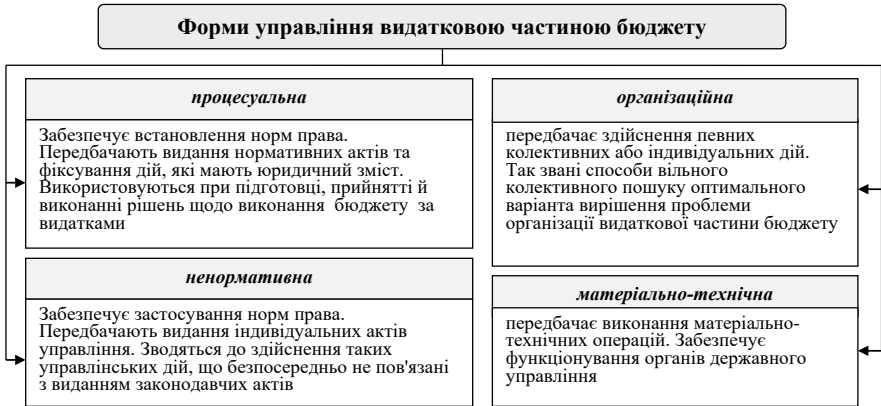 Форми управління видатковою частиною бюджету
процесуальна
Забезпечує встановлення норм права.
Передбачають видання нормативних актів та
фіксування дій, які мають юридичний зміст.
Використовуються при підготовці, прийнятті й
виконанні рішень щодо виконання бюджету за
видатками
організаційна
передбачає здійснення певних
колективних або індивідуальних дій.
Так звані способи вільного
колективного пошуку оптимального
варіанта вирішення проблеми
організації видаткової частини бюджету
ненормативна
Забезпечує застосування норм права.
Передбачають видання індивідуальних актів
управління. Зводяться до здійснення таких
управлінських дій, що безпосередньо не пов'язані
з виданням законодавчих актів
матеріально-технічна
передбачає виконання матеріально-
технічних операцій. Забезпечує
функціонування органів державного
управління